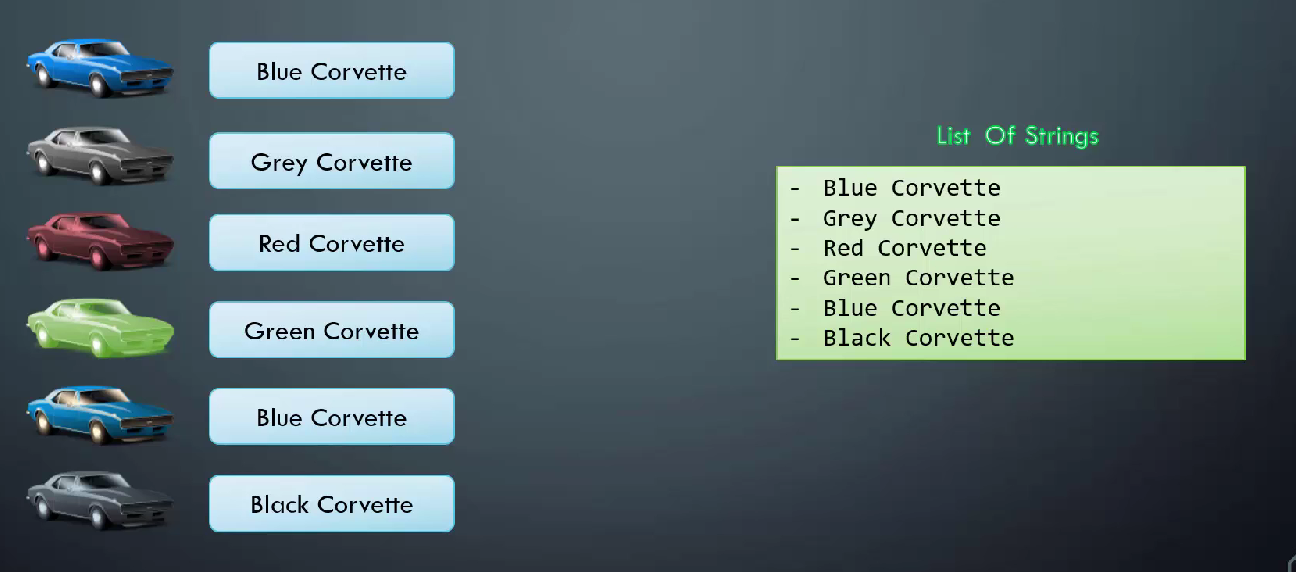 Blue Corvette
Grey Corvette
Red Corvette
Green Corvette
Blue Corvette
Black Corvette
List Of Strings
- Blue Corvette
- Grey Corvette
- Red Corvette
- Green Corvette
- Blue Corvette
- Black Corvette